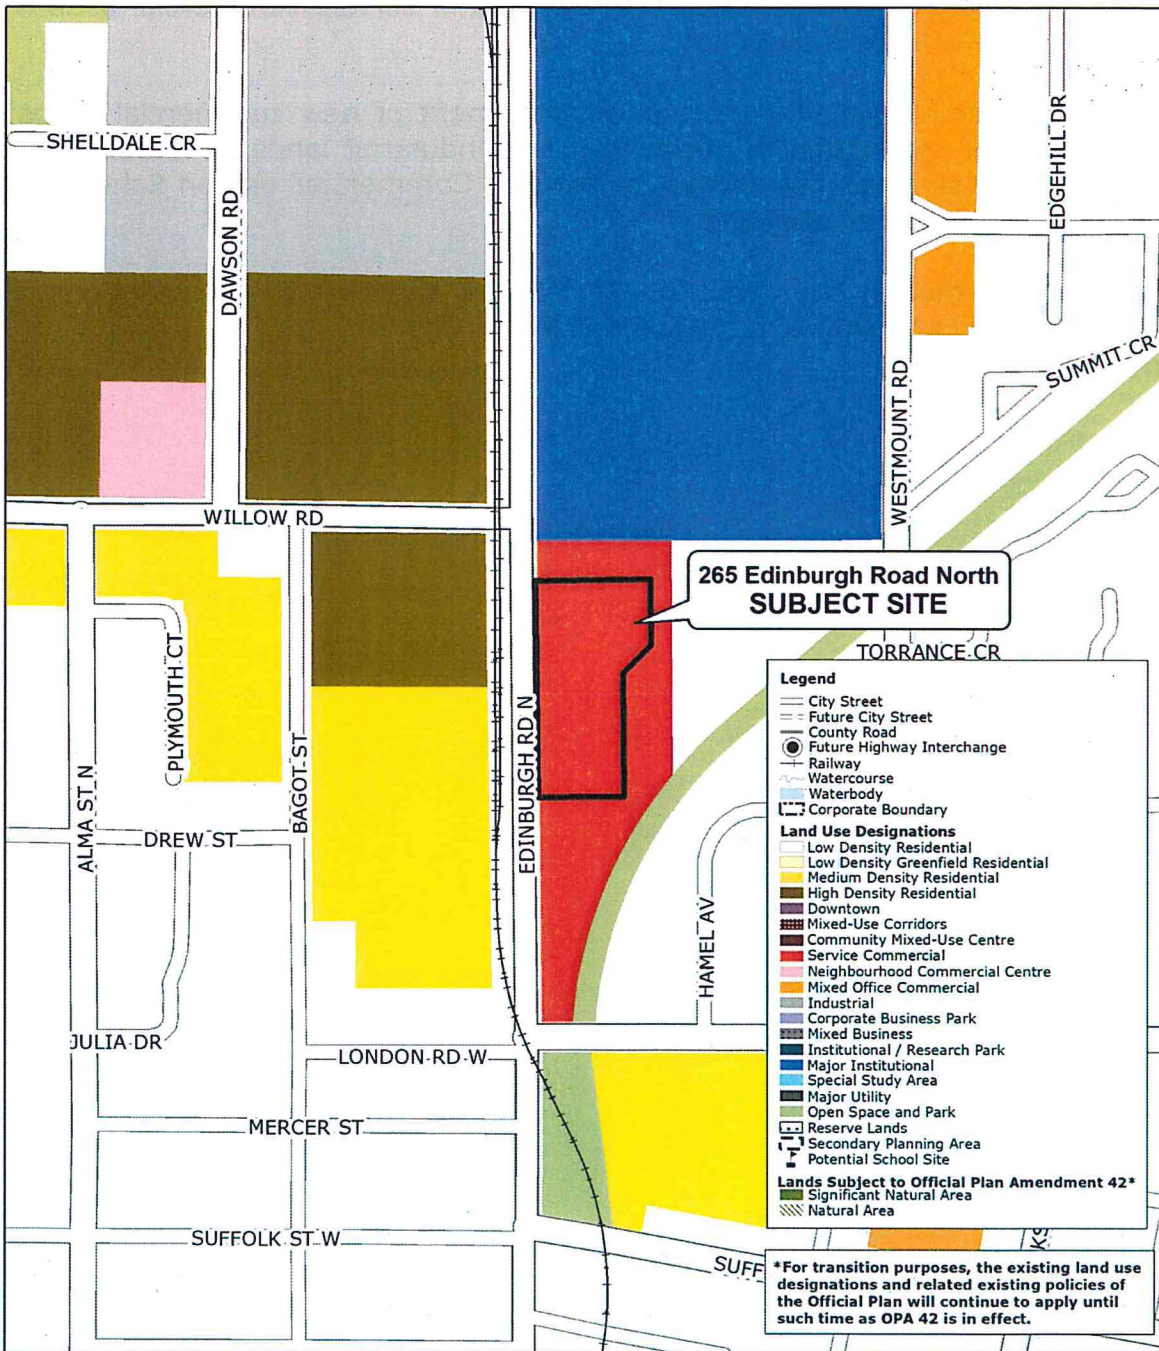 SHELLDALE CR
DAWSON RD
EDGEHILL DR
SUMMIT CR
WESTMOUNT RD
WILLOW RD
265 Edinburgh Road North
SUBJECT SITE
TORRANCE CR
PLYMOUTH CT
ALMA ST N
BAGOT ST
EDINBURGH RD N
DREW ST
HAMEL AV
JULIA DR
LONDON RD W
MERCER ST
SUFFOLK ST W
SUFF
KS
Legend
City Street
Future City Street
County Road
Future Highway Interchange
Railway
Watercourse
Waterbody
Corporate Boundary
Land Use Designations
Low Density Residential
Low Density Greenfield Residential
Medium Density Residential
High Density Residential
Downtown
Mixed-Use Corridors
Community Mixed-Use Centre
Service Commercial
Neighbourhood Commercial Centre
Mixed Office Commercial
Industrial
Corporate Business Park
Mixed Business
Institutional / Research Park
Major Institutional
Special Study Area
Major Utility
Open Space and Park
Reserve Lands
Secondary Planning Area
Potential School Site
Lands Subject to Official Plan Amendment 42*
Significant Natural Area
Natural Area
*For transition purposes, the existing land use
designations and related existing policies of
the Official Plan will continue to apply until
such time as OPA 42 is in effect.